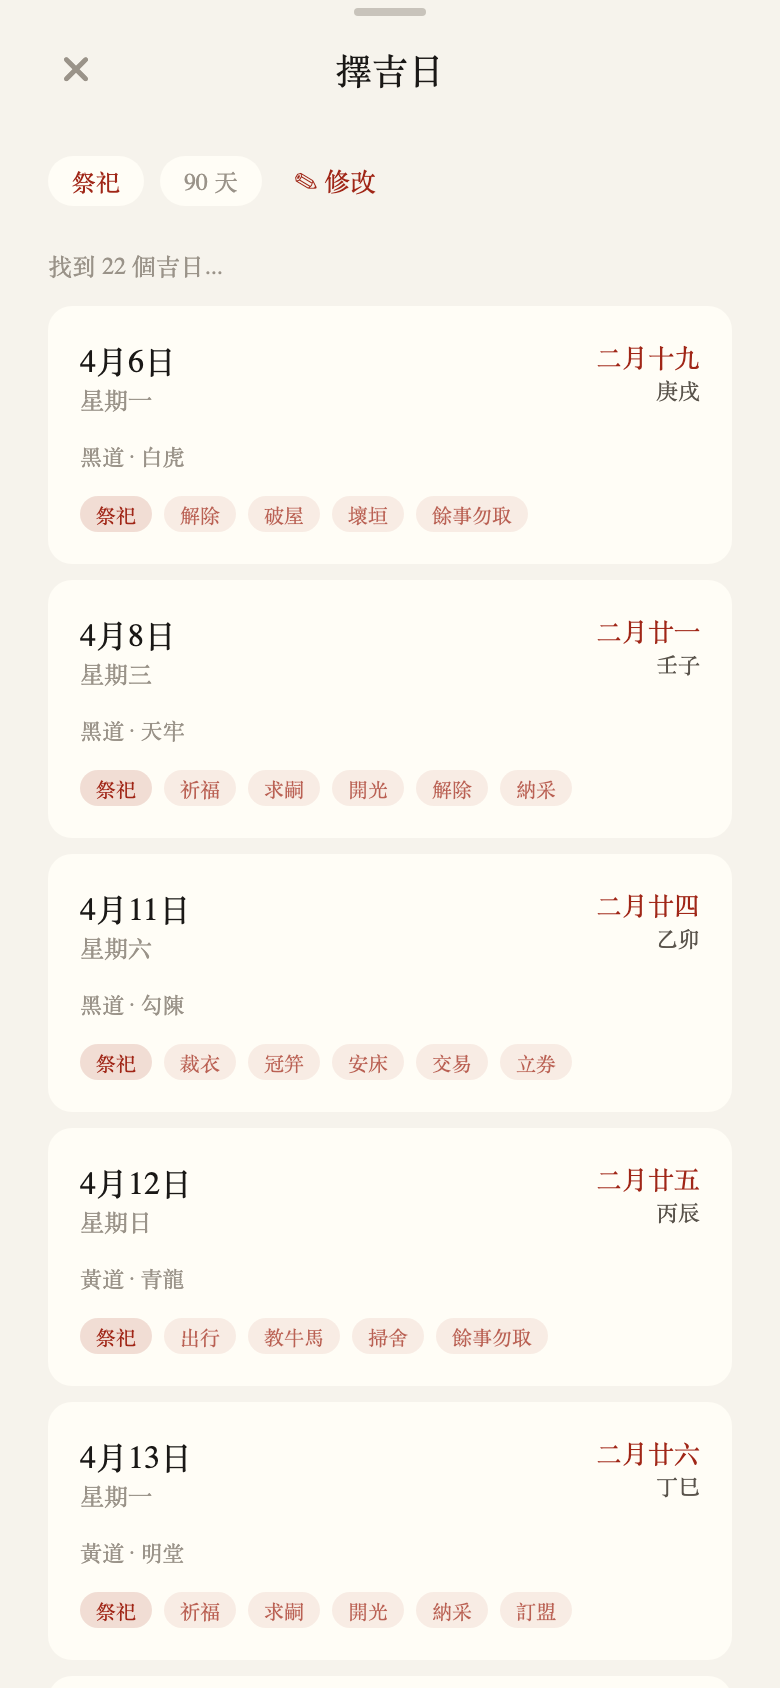 擇吉日
祭祀 90 天 ✎ 修改
找到 22 個吉日...
4月6日 二月十九
星期一 庚戌
黑道 · 白虎
祭祀 解除 破屋 壞垣 餘事勿取
4月8日 二月廿一
星期三 壬子
黑道 · 天牢
祭祀 祈福 求嗣 開光 解除 納采
4月11日 二月廿四
星期六 乙卯
黑道 · 勾陳
祭祀 裁衣 冠笄 安床 交易 立券
4月12日 二月廿五
星期日 丙辰
黃道 · 青龍
祭祀 出行 教牛馬 掃舍 餘事勿取
4月13日 二月廿六
星期一 丁巳
黃道 · 明堂
祭祀 祈福 求嗣 開光 納采 訂盟